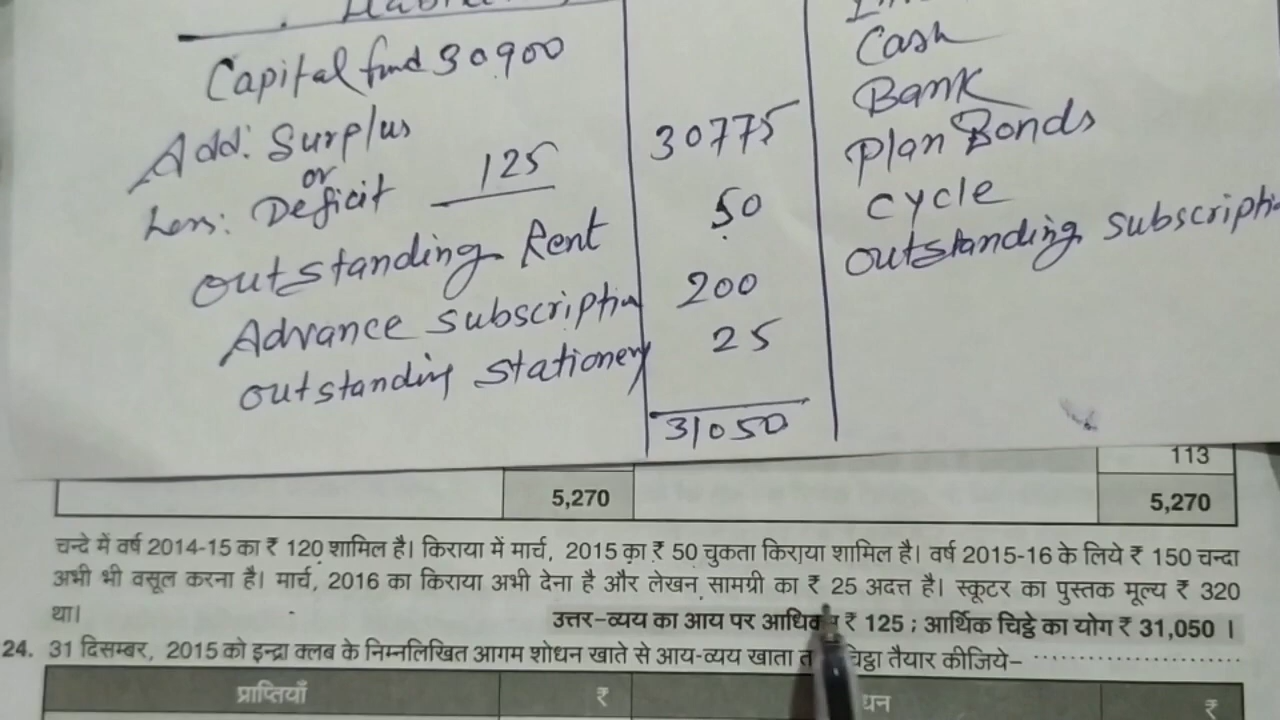 Capital fund 30900
Add: Surplus
or
Less: Deficit 125 30775
Outstanding Rent 50
Advance subscription 200
Outstanding Stationery 25
31050
Cash
Bank
Plan Bonds
Cycle
Outstanding subscripti
113
5,270 5,270
चन्दे में वर्ष 2014-15 का ₹ 120 शामिल है। किराया में मार्च, 2015 का ₹ 50 चुकता किराया शामिल है। वर्ष 2015-16 के लिये ₹ 150 चन्दा
अभी भी वसूल करना है। मार्च, 2016 का किराया अभी देना है और लेखन सामग्री का ₹ 25 अदत्त है। स्कूटर का पुस्तक मूल्य ₹ 320
था।
उत्तर-व्यय का आय पर आधिक ₹ 125 ; आर्थिक चिट्ठे का योग ₹ 31,050 ।
24. 31 दिसम्बर, 2015 को इन्द्रा क्लब के निम्नलिखित आगम शोधन खाते से आय-व्यय खाता त चिट्ठा तैयार कीजिये-
प्राप्तियाँ ₹ धन ₹